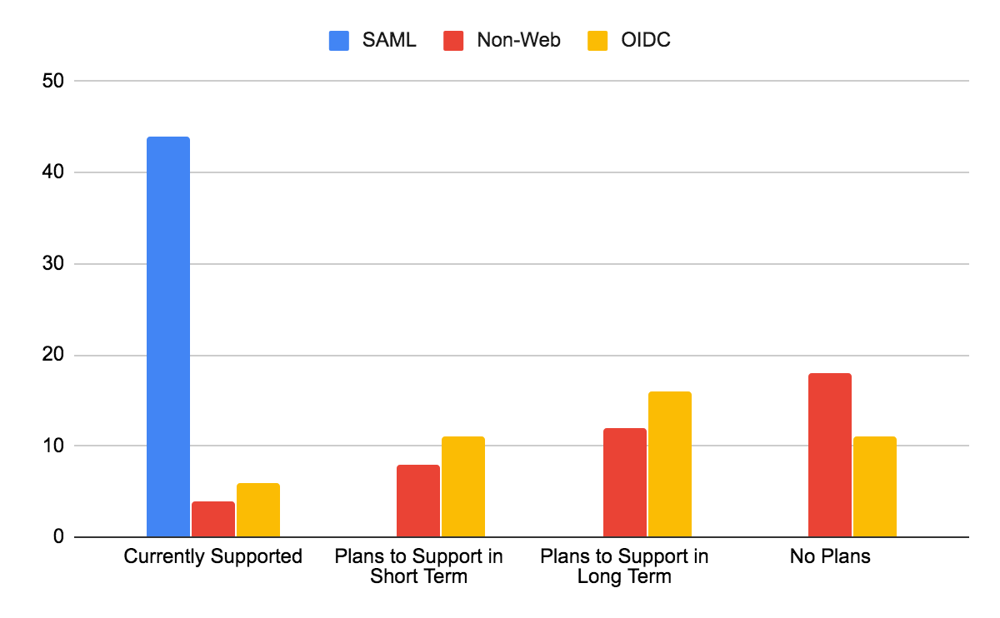 SAML Non-Web OIDC
50
40
30
20
10
0
Currently Supported
Plans to Support in
Short Term
Plans to Support in
Long Term
No Plans